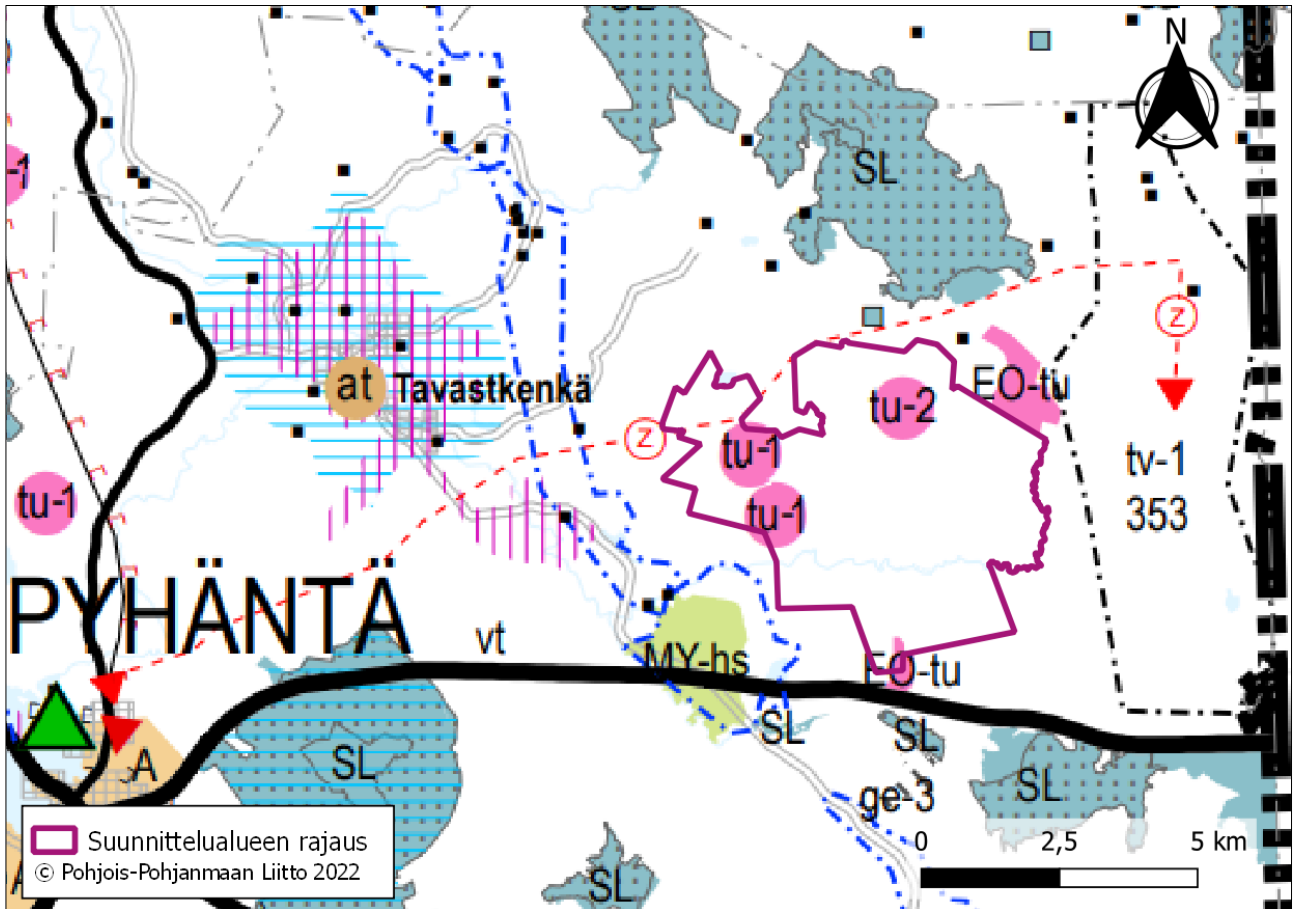 SL
N
SL
-1
Z
at Tavastkenkä
EO-tu
tu-2
Z
tu-1
tv-1
353
tu-1
tu-1
PYHÄNTÄ
vt
MY-hs
EO-tu
SL
SL
A
SL
SL
ge-3
Suunnittelualueen rajaus
© Pohjois-Pohjanmaan Liitto 2022
0 2,5 5 km
A
SL